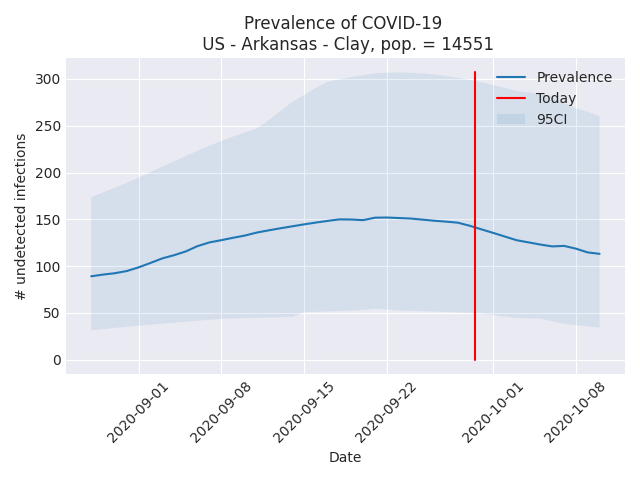 Prevalence of COVID-19
US - Arkansas - Clay, pop. = 14551
Prevalence
Today
95CI
300
250
200
150
100
50
0
# undetected infections
2020-09-01
2020-09-08
2020-09-15
2020-09-22
2020-10-01
2020-10-08
Date